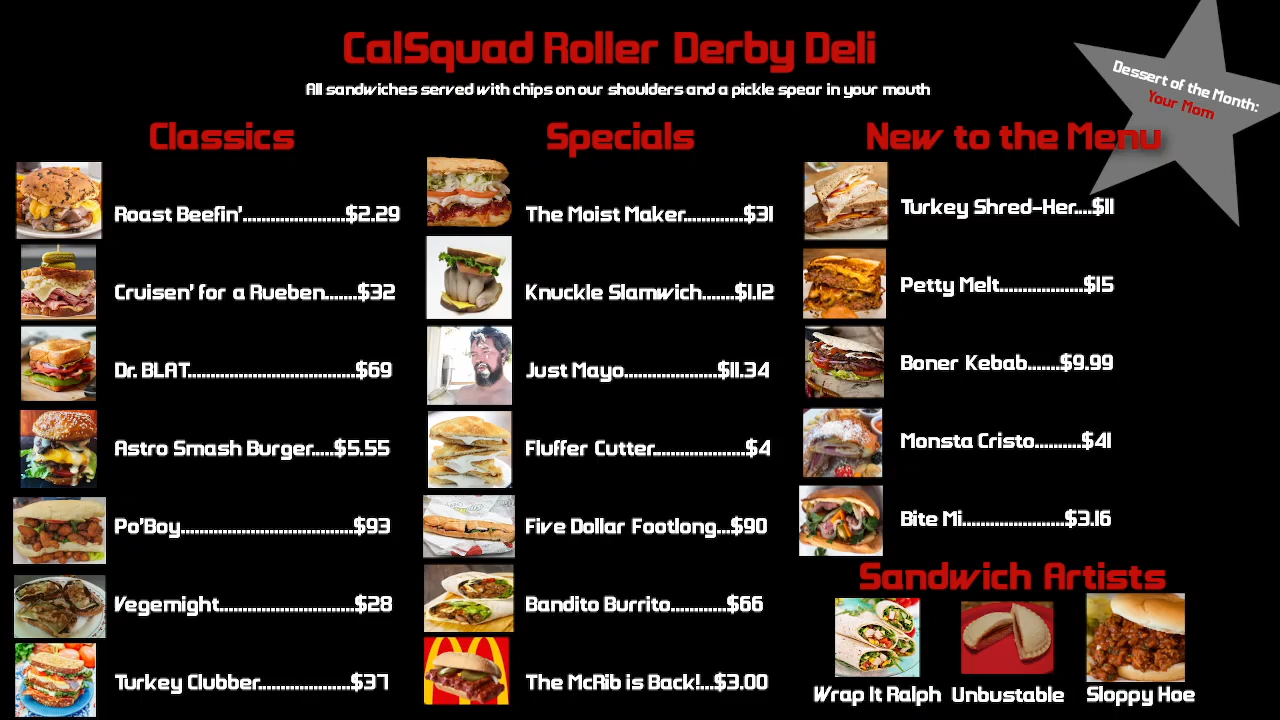 CalSquad Roller Derby Deli
All sandwiches served with chips on our shoulders and a pickle spear in your mouth
Dessert of the Month:
Your Mom
Classics
Roast Beefin'......................$2.29
Cruisen' for a Rueben.......$32
Dr. BLAT....................................$69
Astro Smash Burger.....$5.55
Po'Boy.....................................$93
Vegemight.............................$28
Turkey Clubber....................$37
Specials
The Moist Maker.............$31
Knuckle Slamwich.......$1.12
Just Mayo....................$11.34
Fluffer Cutter..........................$4
Five Dollar Footlong...$90
Bandito Burrito............$66
The McRib is Back!...$3.00
New to the Menu
Turkey Shred-Her....$11
Petty Melt..................$15
Boner Kebab.......$9.99
Monsta Cristo..........$41
Bite Mi......................$3.16
Sandwich Artists
Wrap It Ralph
Unbustable
Sloppy Hoe